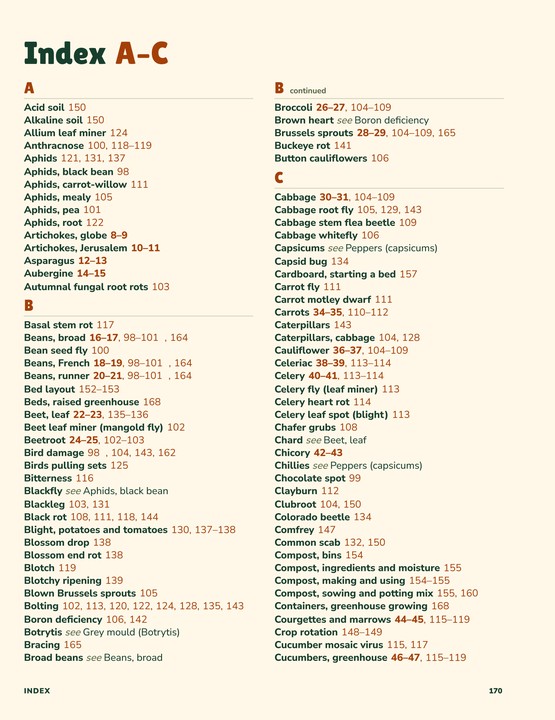 Index A–C
A
Acid soil 150
Alkaline soil 150
Allium leaf miner 124
Anthracnose 100, 118–119
Aphids 121, 131, 137
Aphids, black bean 98
Aphids, carrot-willow 111
Aphids, mealy 105
Aphids, pea 101
Aphids, root 122
Artichokes, globe 8–9
Artichokes, Jerusalem 10–11
Asparagus 12–13
Aubergine 14–15
Autumnal fungal root rots 103
B
Basal stem rot 117
Beans, broad 16–17, 98–101 , 164
Bean seed fly 100
Beans, French 18–19, 98–101 , 164
Beans, runner 20–21, 98–101 , 164
Bed layout 152–153
Beds, raised greenhouse 168
Beet, leaf 22–23, 135–136
Beet leaf miner (mangold fly) 102
Beetroot 24–25, 102–103
Bird damage 98 , 104, 143, 162
Birds pulling sets 125
Bitterness 116
Blackfly see Aphids, black bean
Blackleg 103, 131
Black rot 108, 111, 118, 144
Blight, potatoes and tomatoes 130, 137–138
Blossom drop 138
Blossom end rot 138
Blotch 119
Blotchy ripening 139
Blown Brussels sprouts 105
Bolting 102, 113, 120, 122, 124, 128, 135, 143
Boron deficiency 106, 142
Botrytis see Grey mould (Botrytis)
Bracing 165
Broad beans see Beans, broad
B continued
Broccoli 26–27, 104–109
Brown heart see Boron deficiency
Brussels sprouts 28–29, 104–109, 165
Buckeye rot 141
Button cauliflowers 106
C
Cabbage 30–31, 104–109
Cabbage root fly 105, 129, 143
Cabbage stem flea beetle 109
Cabbage whitefly 106
Capsicums see Peppers (capsicums)
Capsid bug 134
Cardboard, starting a bed 157
Carrot fly 111
Carrot motley dwarf 111
Carrots 34–35, 110–112
Caterpillars 143
Caterpillars, cabbage 104, 128
Cauliflower 36–37, 104–109
Celeriac 38–39, 113–114
Celery 40–41, 113–114
Celery fly (leaf miner) 113
Celery heart rot 114
Celery leaf spot (blight) 113
Chafer grubs 108
Chard see Beet, leaf
Chicory 42–43
Chillies see Peppers (capsicums)
Chocolate spot 99
Clayburn 112
Clubroot 104, 150
Colorado beetle 134
Comfrey 147
Common scab 132, 150
Compost, bins 154
Compost, ingredients and moisture 155
Compost, making and using 154–155
Compost, sowing and potting mix 155, 160
Containers, greenhouse growing 168
Courgettes and marrows 44–45, 115–119
Crop rotation 148–149
Cucumber mosaic virus 115, 117
Cucumbers, greenhouse 46–47, 115–119
INDEX
170